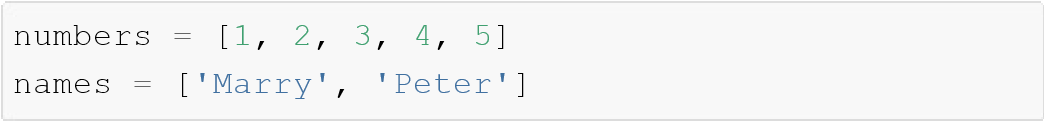 numbers = [1, 2, 3, 4, 5]
names = ['Marry', 'Peter']